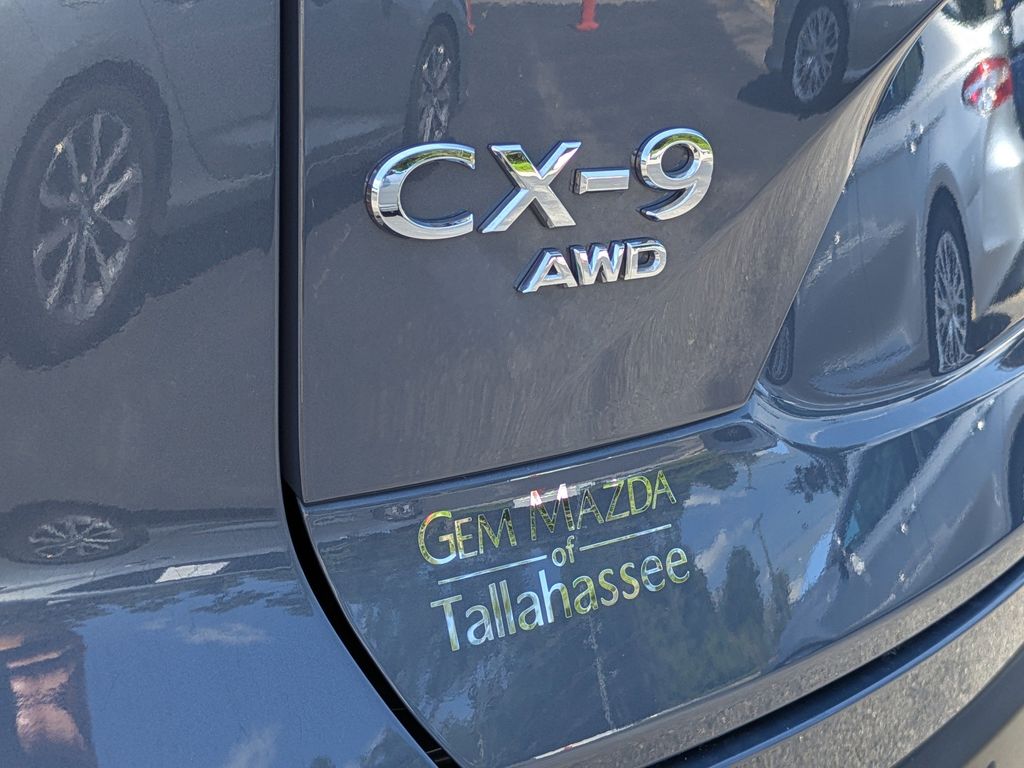 CX-9
AWD
GEM MAZDA
of
Tallahassee